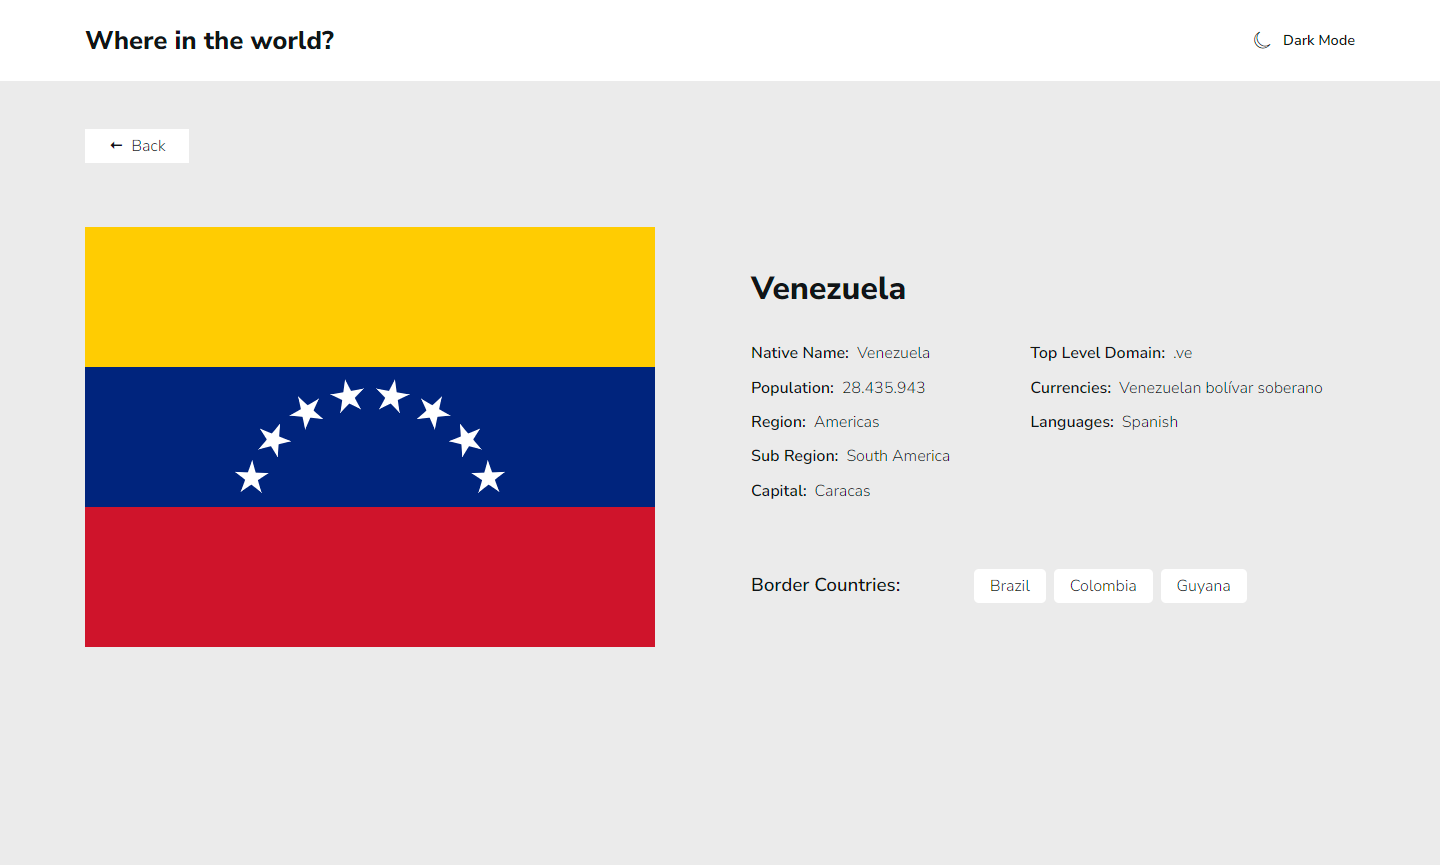 Where in the world?
Dark Mode
← Back
Venezuela
Native Name: Venezuela
Population: 28.435.943
Region: Americas
Sub Region: South America
Capital: Caracas
Top Level Domain: .ve
Currencies: Venezuelan bolívar soberano
Languages: Spanish
Border Countries: Brazil Colombia Guyana